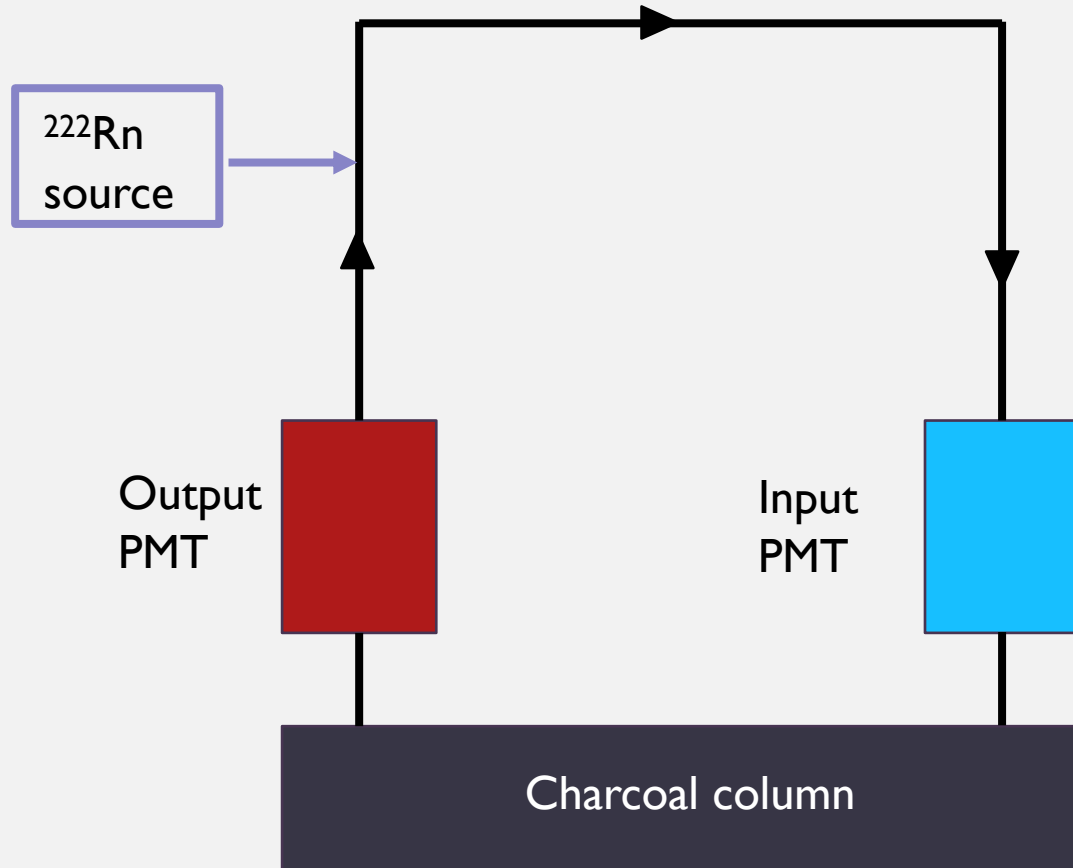 ²²²Rn
source
Output
PMT
Input
PMT
Charcoal column